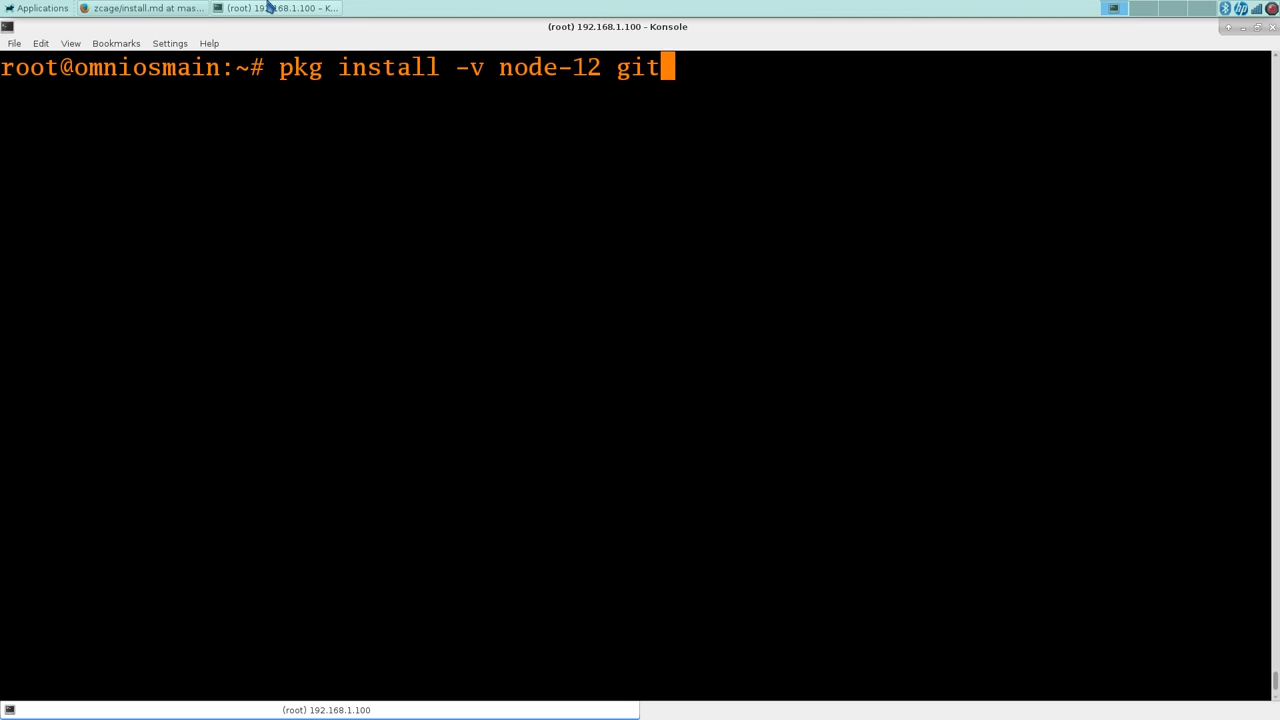 Applications
zcage/install.md at mas...
(root) 192.168.1.100 – K...
(root) 192.168.1.100 – Konsole
File Edit View Bookmarks Settings Help
root@omniosmain:~# pkg install -v node-12 git
(root) 192.168.1.100